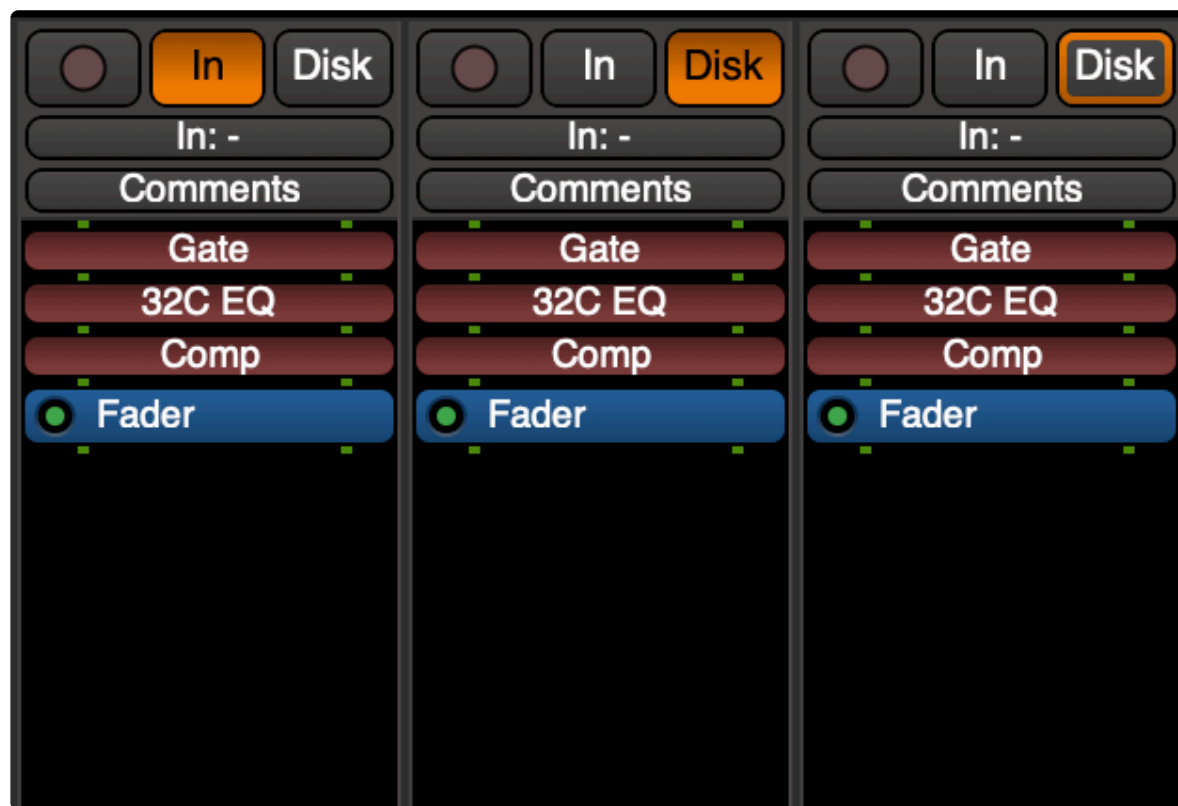 In Disk In Disk In Disk
In: - In: - In: -
Comments Comments Comments
Gate Gate Gate
32C EQ 32C EQ 32C EQ
Comp Comp Comp
Fader Fader Fader